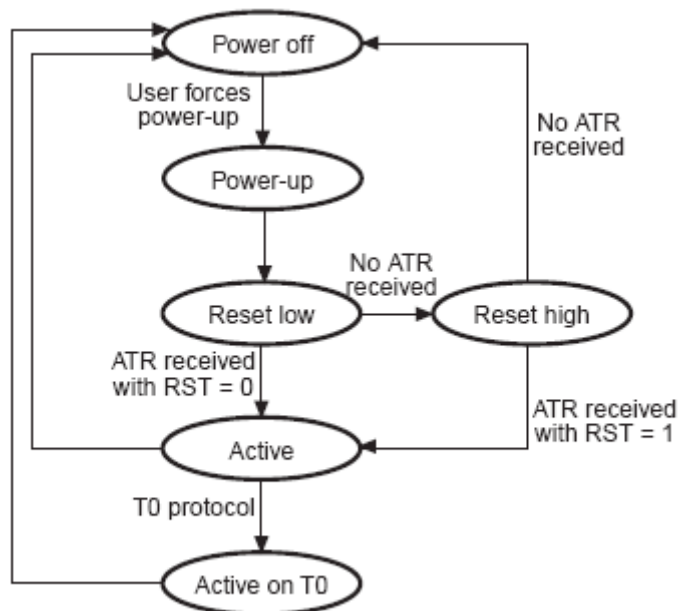 Power off
User forces
power-up
No ATR
received
Power-up
No ATR
received
Reset low
Reset high
ATR received
with RST = 0
ATR received
with RST = 1
Active
T0 protocol
Active on T0